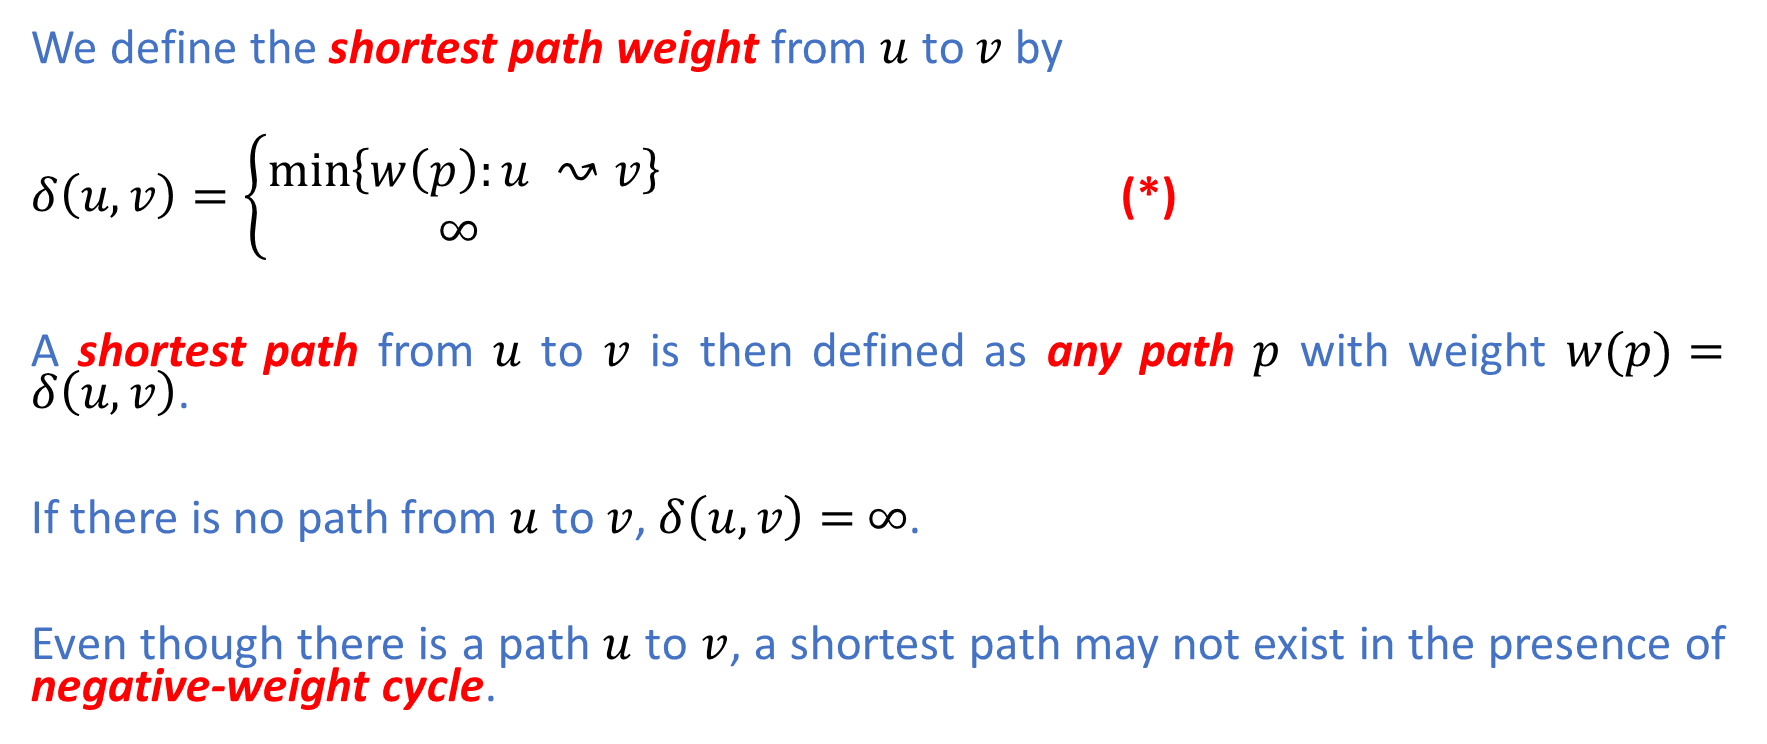 We define the shortest path weight from u to v by
δ(u, v) = { min{w(p): u ⤳ v}
∞
(*)
A shortest path from u to v is then defined as any path p with weight w(p) =
δ(u, v).
If there is no path from u to v, δ(u, v) = ∞.
Even though there is a path u to v, a shortest path may not exist in the presence of
negative-weight cycle.